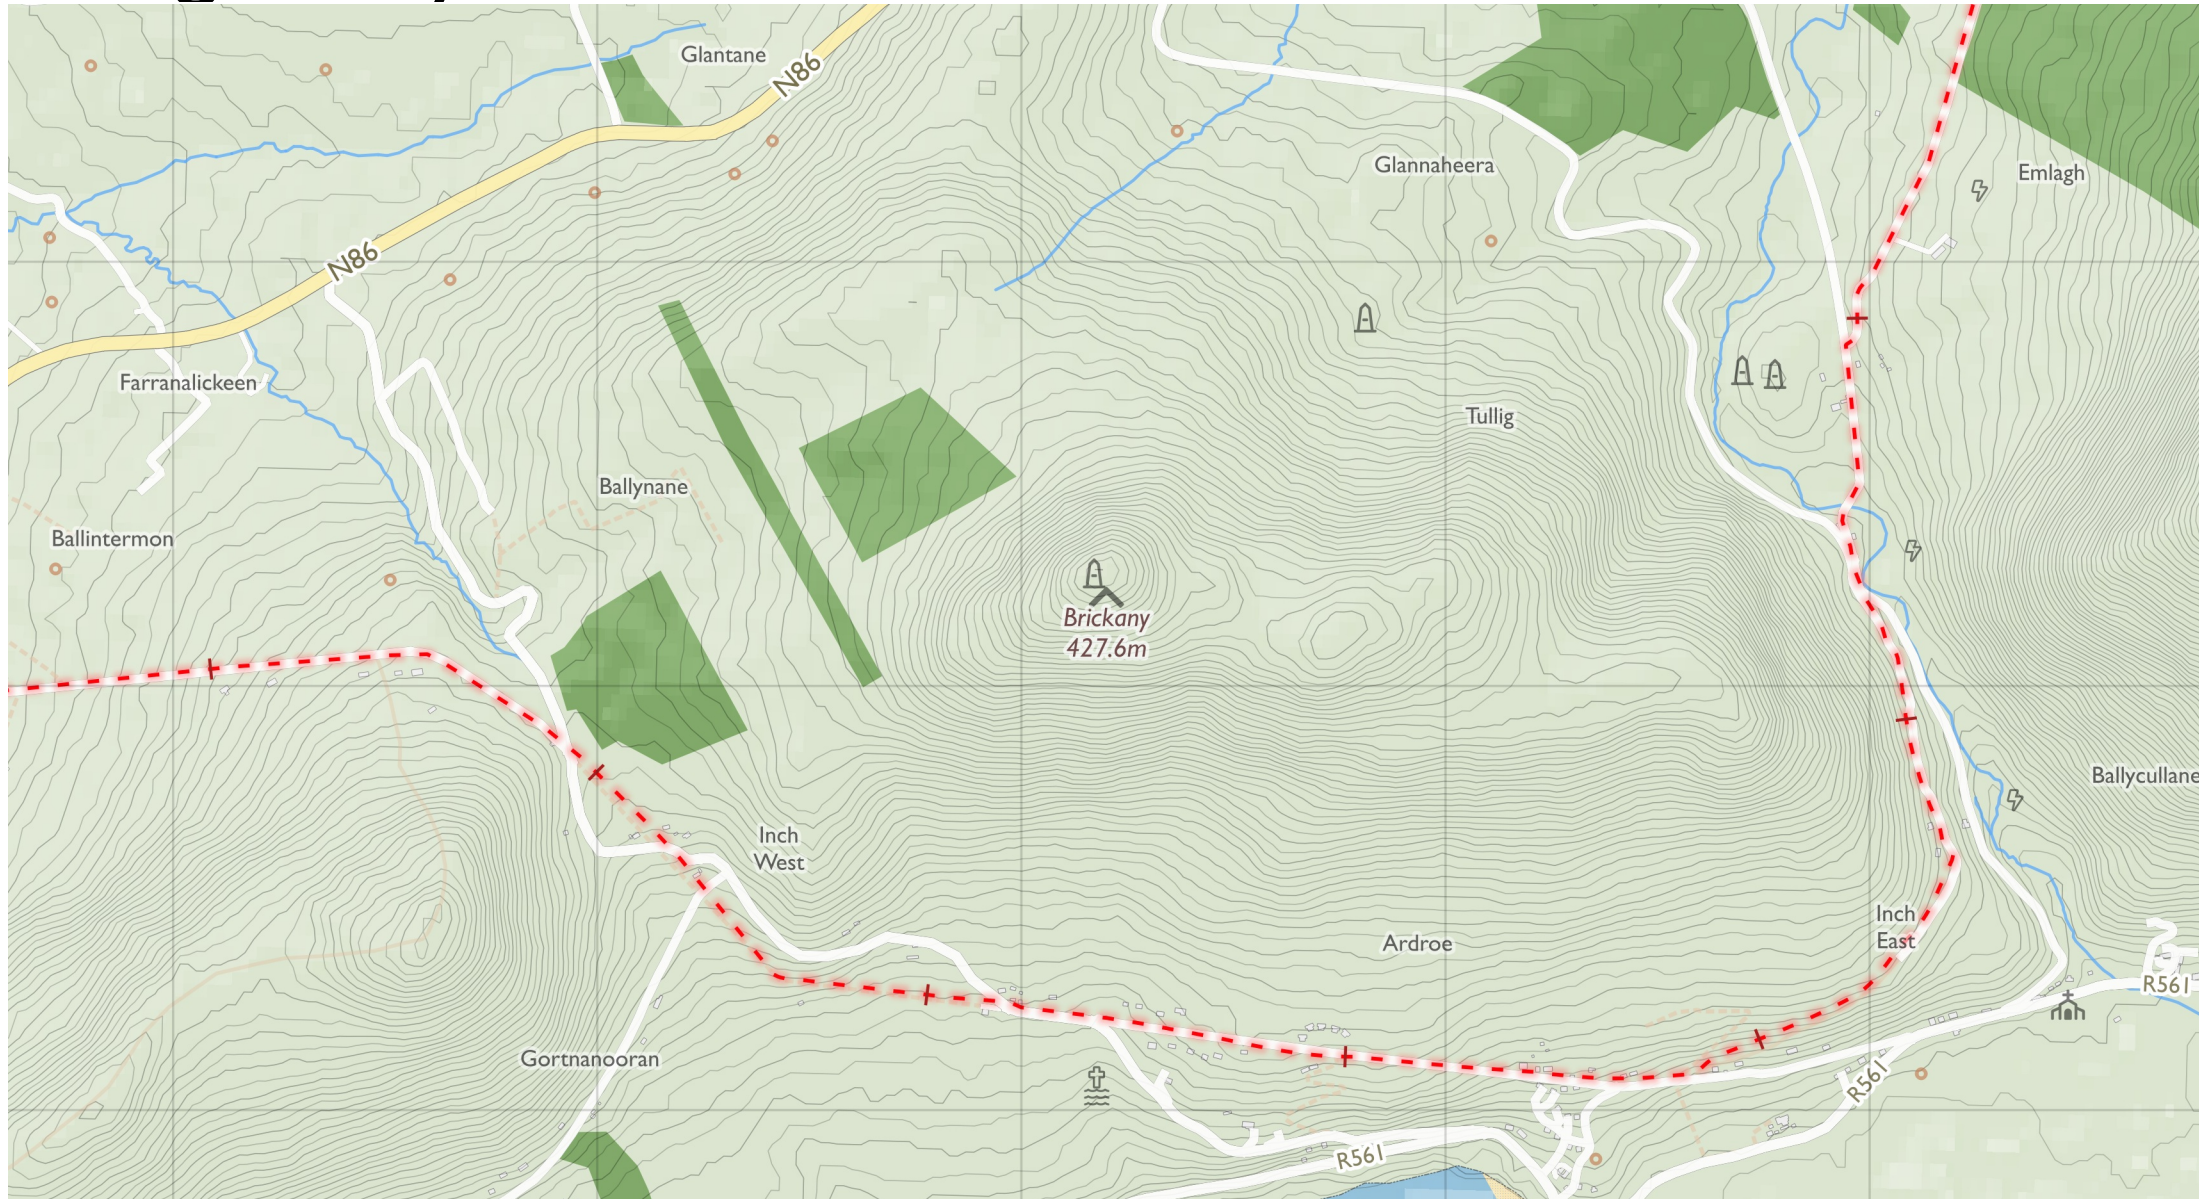 Glantane
N86
Glannaheera
Emlagh
N86
Farranalickeen
Tullig
Ballynane
Ballintermon
Brickany
427.6m
Ballycullane
Inch
West
Inch
East
Ardroe
R561
Gortnanooran
R561
R561